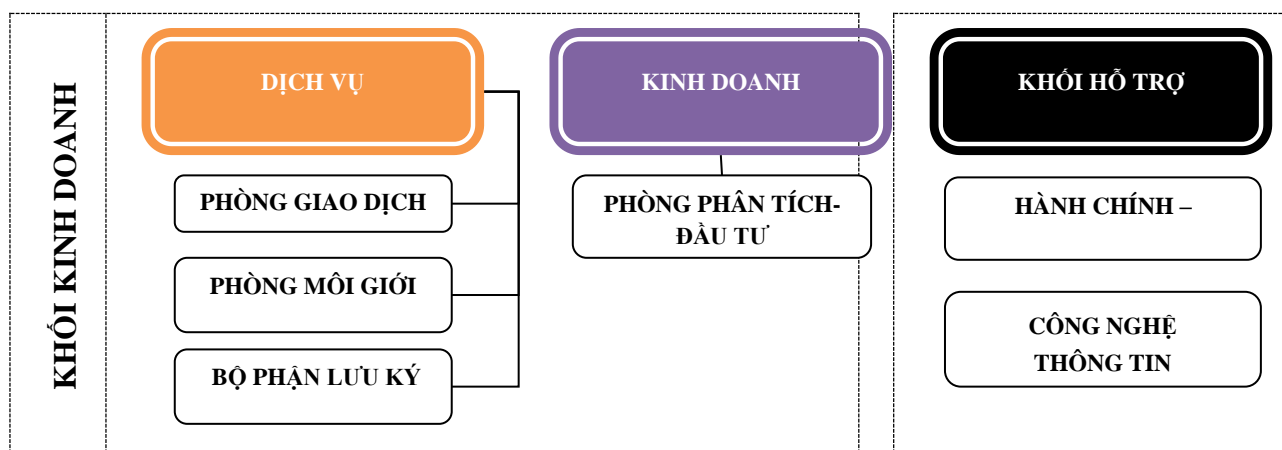 KHỐI KINH DOANH
DỊCH VỤ
PHÒNG GIAO DỊCH
PHÒNG MÔI GIỚI
BỘ PHẬN LƯU KÝ
KINH DOANH
PHÒNG PHÂN TÍCH-
ĐẦU TƯ
KHỐI HỖ TRỢ
HÀNH CHÍNH –
CÔNG NGHỆ
THÔNG TIN